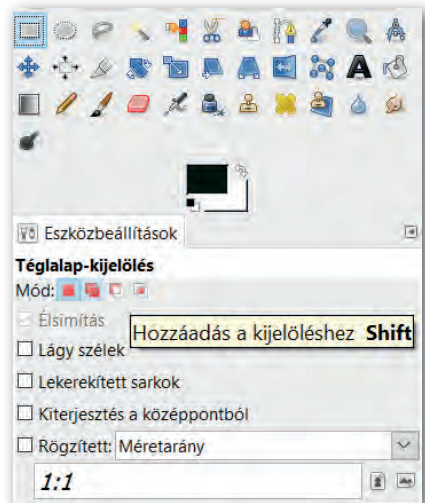 Eszközbeállítások
Téglalap-kijelölés
Mód:
Élsimítás
Hozzáadás a kijelöléshez Shift
Lágy szélek
Lekerekített sarkok
Kiterjesztés a középpontból
Rögzített: Méretarány
1:1